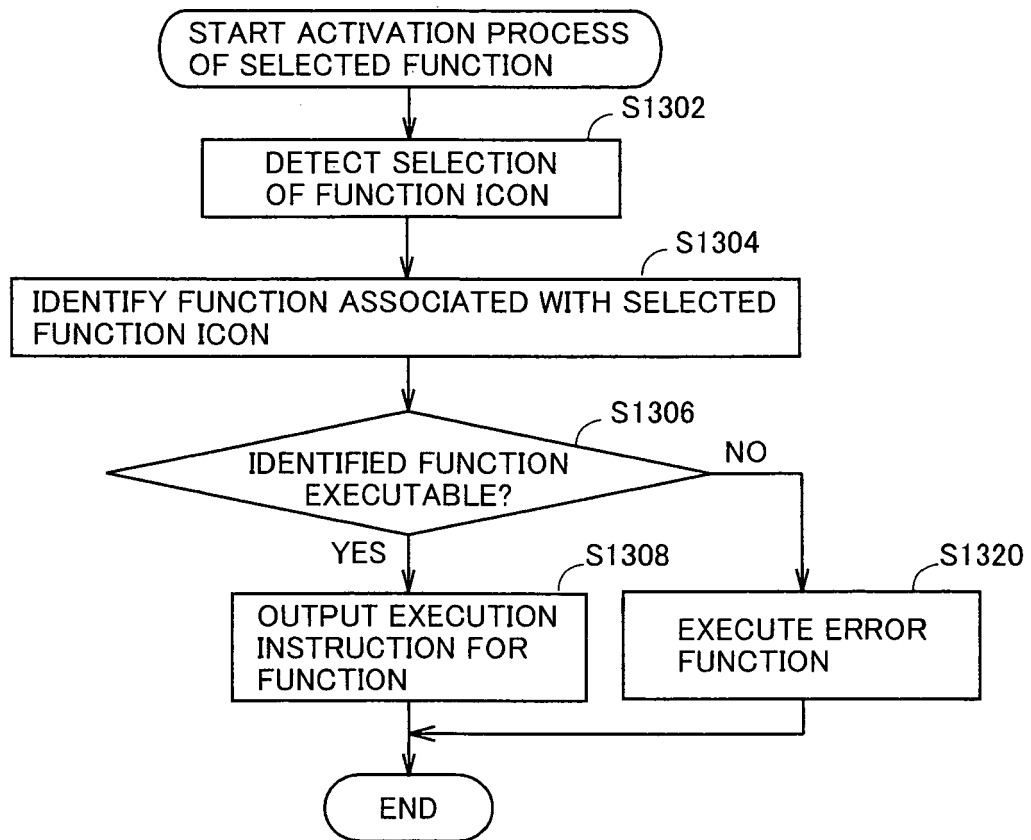 START ACTIVATION PROCESS
OF SELECTED FUNCTION
S1302
DETECT SELECTION
OF FUNCTION ICON
S1304
IDENTIFY FUNCTION ASSOCIATED WITH SELECTED
FUNCTION ICON
S1306
IDENTIFIED FUNCTION
EXECUTABLE?
NO
YES
S1308
OUTPUT EXECUTION
INSTRUCTION FOR
FUNCTION
S1320
EXECUTE ERROR
FUNCTION
END